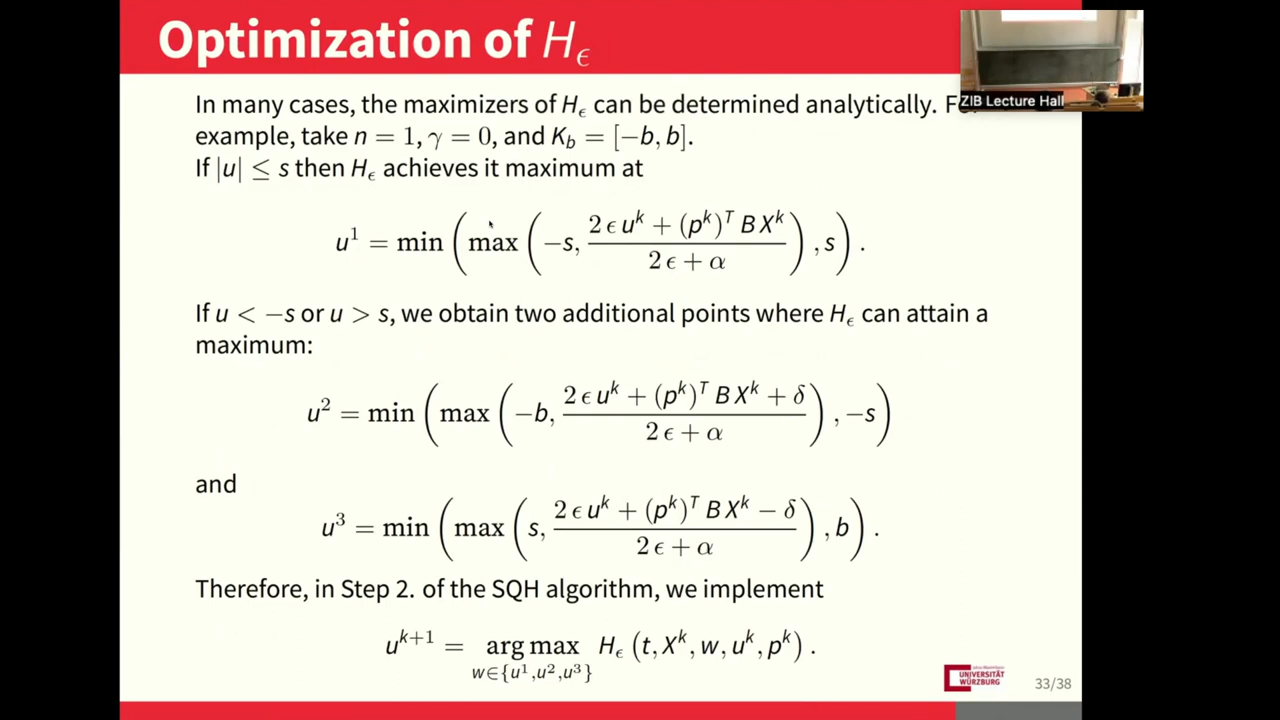 Optimization of H_ϵ
In many cases, the maximizers of H_ϵ can be determined analytically. F
example, take n = 1, γ = 0, and K_b = [−b, b].
If |u| ≤ s then H_ϵ achieves it maximum at
u^1 = min ( max ( −s, (2 ϵ u^k + (p^k)^T B X^k) / (2 ϵ + α) ) , s ) .
If u < −s or u > s, we obtain two additional points where H_ϵ can attain a
maximum:
u^2 = min ( max ( −b, (2 ϵ u^k + (p^k)^T B X^k + δ) / (2 ϵ + α) ) , −s )
and
u^3 = min ( max ( s, (2 ϵ u^k + (p^k)^T B X^k − δ) / (2 ϵ + α) ) , b ) .
Therefore, in Step 2. of the SQH algorithm, we implement
u^{k+1} = arg max_{w∈{u^1,u^2,u^3}} H_ϵ (t, X^k, w, u^k, p^k) .
ZIB Lecture Hall
UNIVERSITÄT
WÜRZBURG
33/38